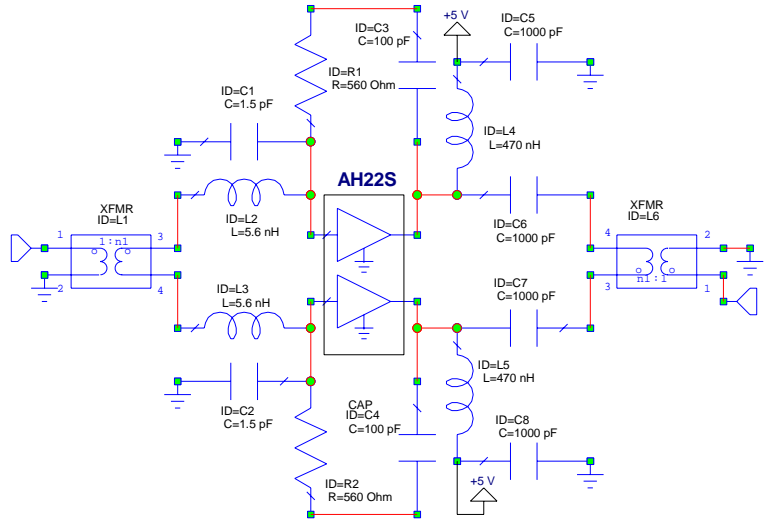 +5 V
ID=C5
C=1000 pF
ID=C3
C=100 pF
ID=R1
R=560 Ohm
ID=C1
C=1.5 pF
ID=L4
L=470 nH
AH22S
XFMR
ID=L1
1
1:n1
3
2
4
ID=L2
L=5.6 nH
ID=C6
C=1000 pF
XFMR
ID=L6
4
2
n1:1
3
1
ID=L3
L=5.6 nH
ID=C7
C=1000 pF
ID=L5
L=470 nH
ID=C2
C=1.5 pF
CAP
ID=C4
C=100 pF
ID=C8
C=1000 pF
ID=R2
R=560 Ohm
+5 V